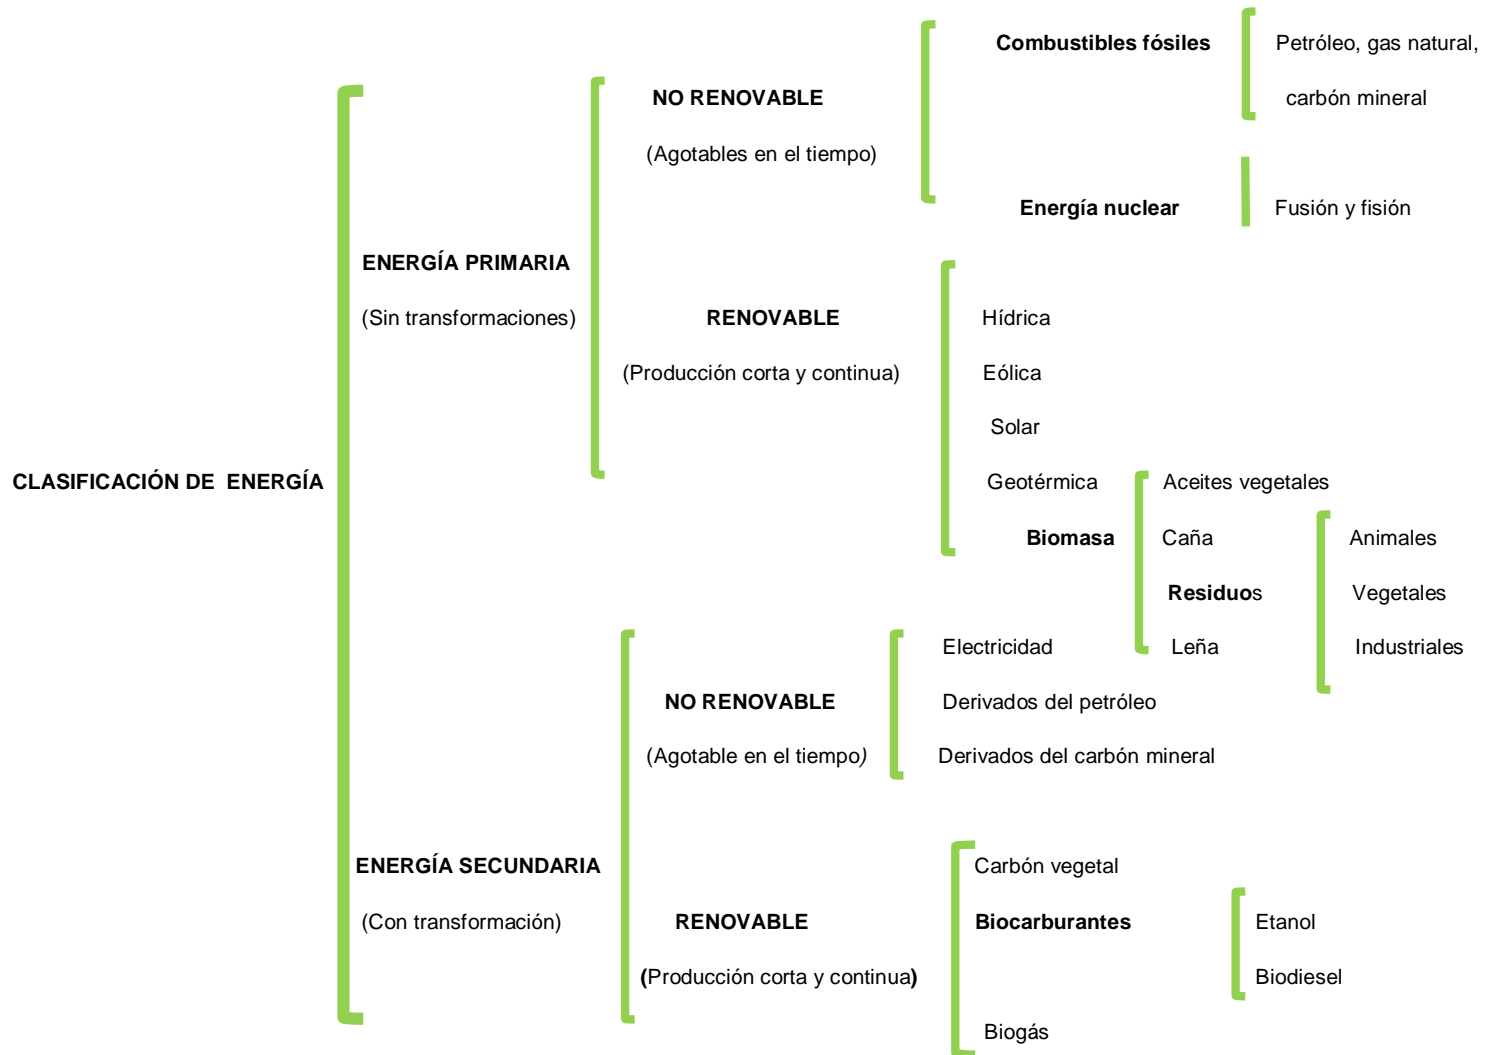 Combustibles fósiles Petróleo, gas natural,
NO RENOVABLE carbón mineral
(Agotables en el tiempo)
Energía nuclear Fusión y fisión
ENERGÍA PRIMARIA
(Sin transformaciones) RENOVABLE Hídrica
(Producción corta y continua) Eólica
Solar
CLASIFICACIÓN DE ENERGÍA Geotérmica Aceites vegetales
Biomasa Caña Animales
Residuos Vegetales
Electricidad Leña Industriales
NO RENOVABLE Derivados del petróleo
(Agotable en el tiempo) Derivados del carbón mineral
ENERGÍA SECUNDARIA Carbón vegetal
(Con transformación) RENOVABLE Biocarburantes Etanol
(Producción corta y continua) Biodiesel
Biogás